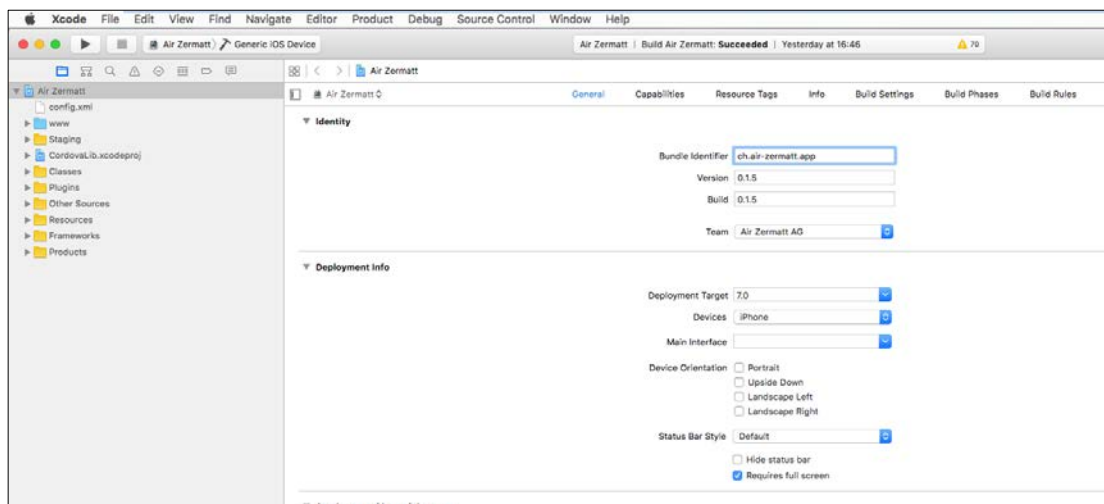 Xcode File Edit View Find Navigate Editor Product Debug Source Control Window Help
Air Zermatt Generic iOS Device Air Zermatt | Build Air Zermatt: Succeeded | Yesterday at 16:46 70
Air Zermatt
Air Zermatt
config.xml
www
Staging
CordovaLib.xcodeproj
Classes
Plugins
Other Sources
Resources
Frameworks
Products
Air Zermatt General Capabilities Resource Tags Info Build Settings Build Phases Build Rules
Identity
Bundle Identifier ch.air-zermatt.app
Version 0.1.5
Build 0.1.5
Team Air Zermatt AG
Deployment Info
Deployment Target 7.0
Devices iPhone
Main Interface
Device Orientation Portrait
Upside Down
Landscape Left
Landscape Right
Status Bar Style Default
Hide status bar
Requires full screen